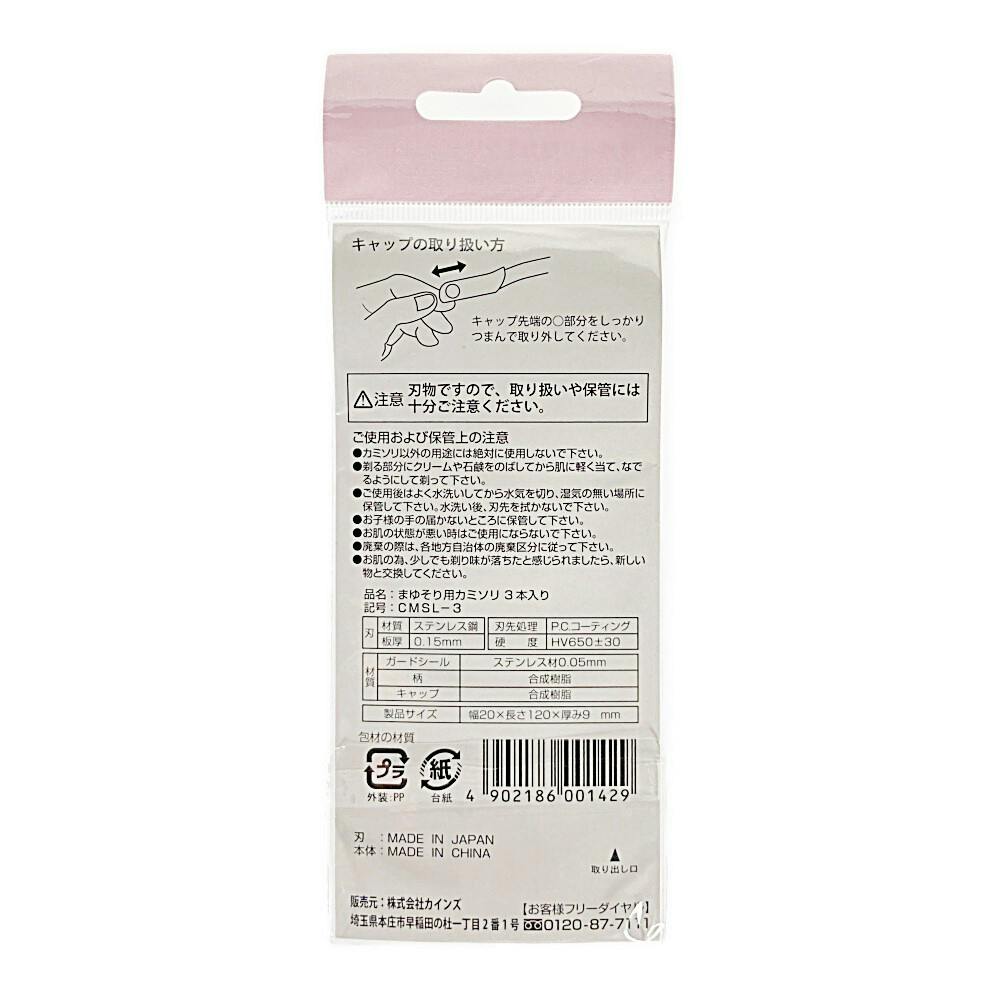 キャップの取り扱い方
キャップ先端の○部分をしっかり
つまんで取り外してください。
⚠注意 刃物ですので、取り扱いや保管には
十分ご注意ください。
ご使用および保管上の注意
●カミソリ以外の用途には絶対に使用しないで下さい。
●剃る部分にクリームや石鹸をのばしてから肌に軽く当て、なで
るようにして剃って下さい。
●ご使用後はよく水洗いしてから水気を切り、湿気の無い場所に
保管して下さい。水洗い後、刃先を拭かないで下さい。
●お子様の手の届かないところに保管して下さい。
●お肌の状態が悪い時はご使用にならないで下さい。
●廃棄の際は、各地方自治体の廃棄区分に従って下さい。
●お肌の為、少しでも剃り味が落ちたと感じられましたら、新しい
物と交換してください。
品名：まゆそり用カミソリ 3本入り
記号：CMSL-3
刃 材質 ステンレス鋼 刃先処理 P.C.コーティング
板厚 0.15mm 硬 度 HV650±30
材質 ガードシール ステンレス材0.05mm
柄 合成樹脂
キャップ 合成樹脂
製品サイズ 幅20×長さ120×厚み9 mm
包材の材質
プラ 紙
外装:PP 台紙
4 902186 001429
刃 ：MADE IN JAPAN
本体：MADE IN CHINA
▲
取り出し口
販売元：株式会社カインズ 【お客様フリーダイヤル】
埼玉県本庄市早稲田の杜一丁目2番1号 0120-87-7111